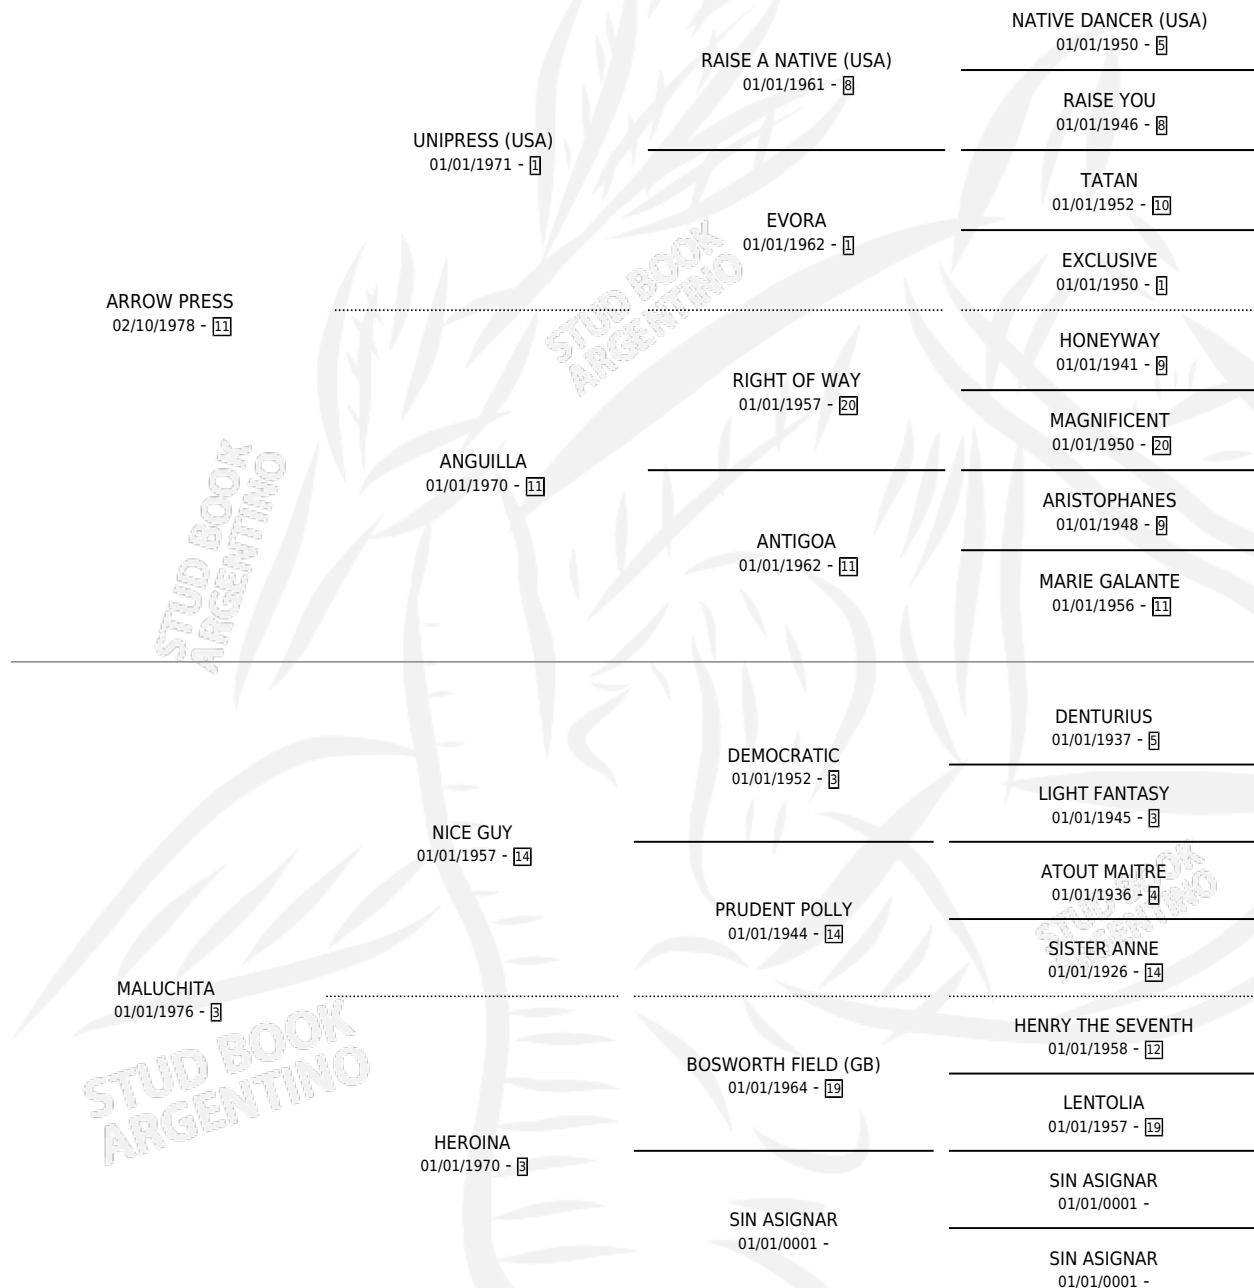 NATIVE DANCER (USA)
01/01/1950 - 5
RAISE A NATIVE (USA)
01/01/1961 - 8
RAISE YOU
01/01/1946 - 8
UNIPRESS (USA)
01/01/1971 - 1
TATAN
01/01/1952 - 10
EVORA
01/01/1962 - 1
EXCLUSIVE
01/01/1950 - 1
ARROW PRESS
02/10/1978 - 11
HONEYWAY
01/01/1941 - 9
RIGHT OF WAY
01/01/1957 - 20
MAGNIFICENT
01/01/1950 - 20
ANGUILLA
01/01/1970 - 11
ARISTOPHANES
01/01/1948 - 9
ANTIGOA
01/01/1962 - 11
MARIE GALANTE
01/01/1956 - 11
DENTURIUS
01/01/1937 - 5
DEMOCRATIC
01/01/1952 - 3
LIGHT FANTASY
01/01/1945 - 3
NICE GUY
01/01/1957 - 14
ATOUT MAITRE
01/01/1936 - 4
PRUDENT POLLY
01/01/1944 - 14
SISTER ANNE
01/01/1926 - 14
MALUCHITA
01/01/1976 - 3
HENRY THE SEVENTH
01/01/1958 - 12
BOSWORTH FIELD (GB)
01/01/1964 - 19
LENTOLIA
01/01/1957 - 19
HEROINA
01/01/1970 - 3
SIN ASIGNAR
01/01/0001 -
SIN ASIGNAR
01/01/0001 -
SIN ASIGNAR
01/01/0001 -
STUD BOOK
ARGENTINO
STUD BOOK
ARGENTINO
STUD BOOK
ARGENTINO
STUD BOOK
ARGENTINO